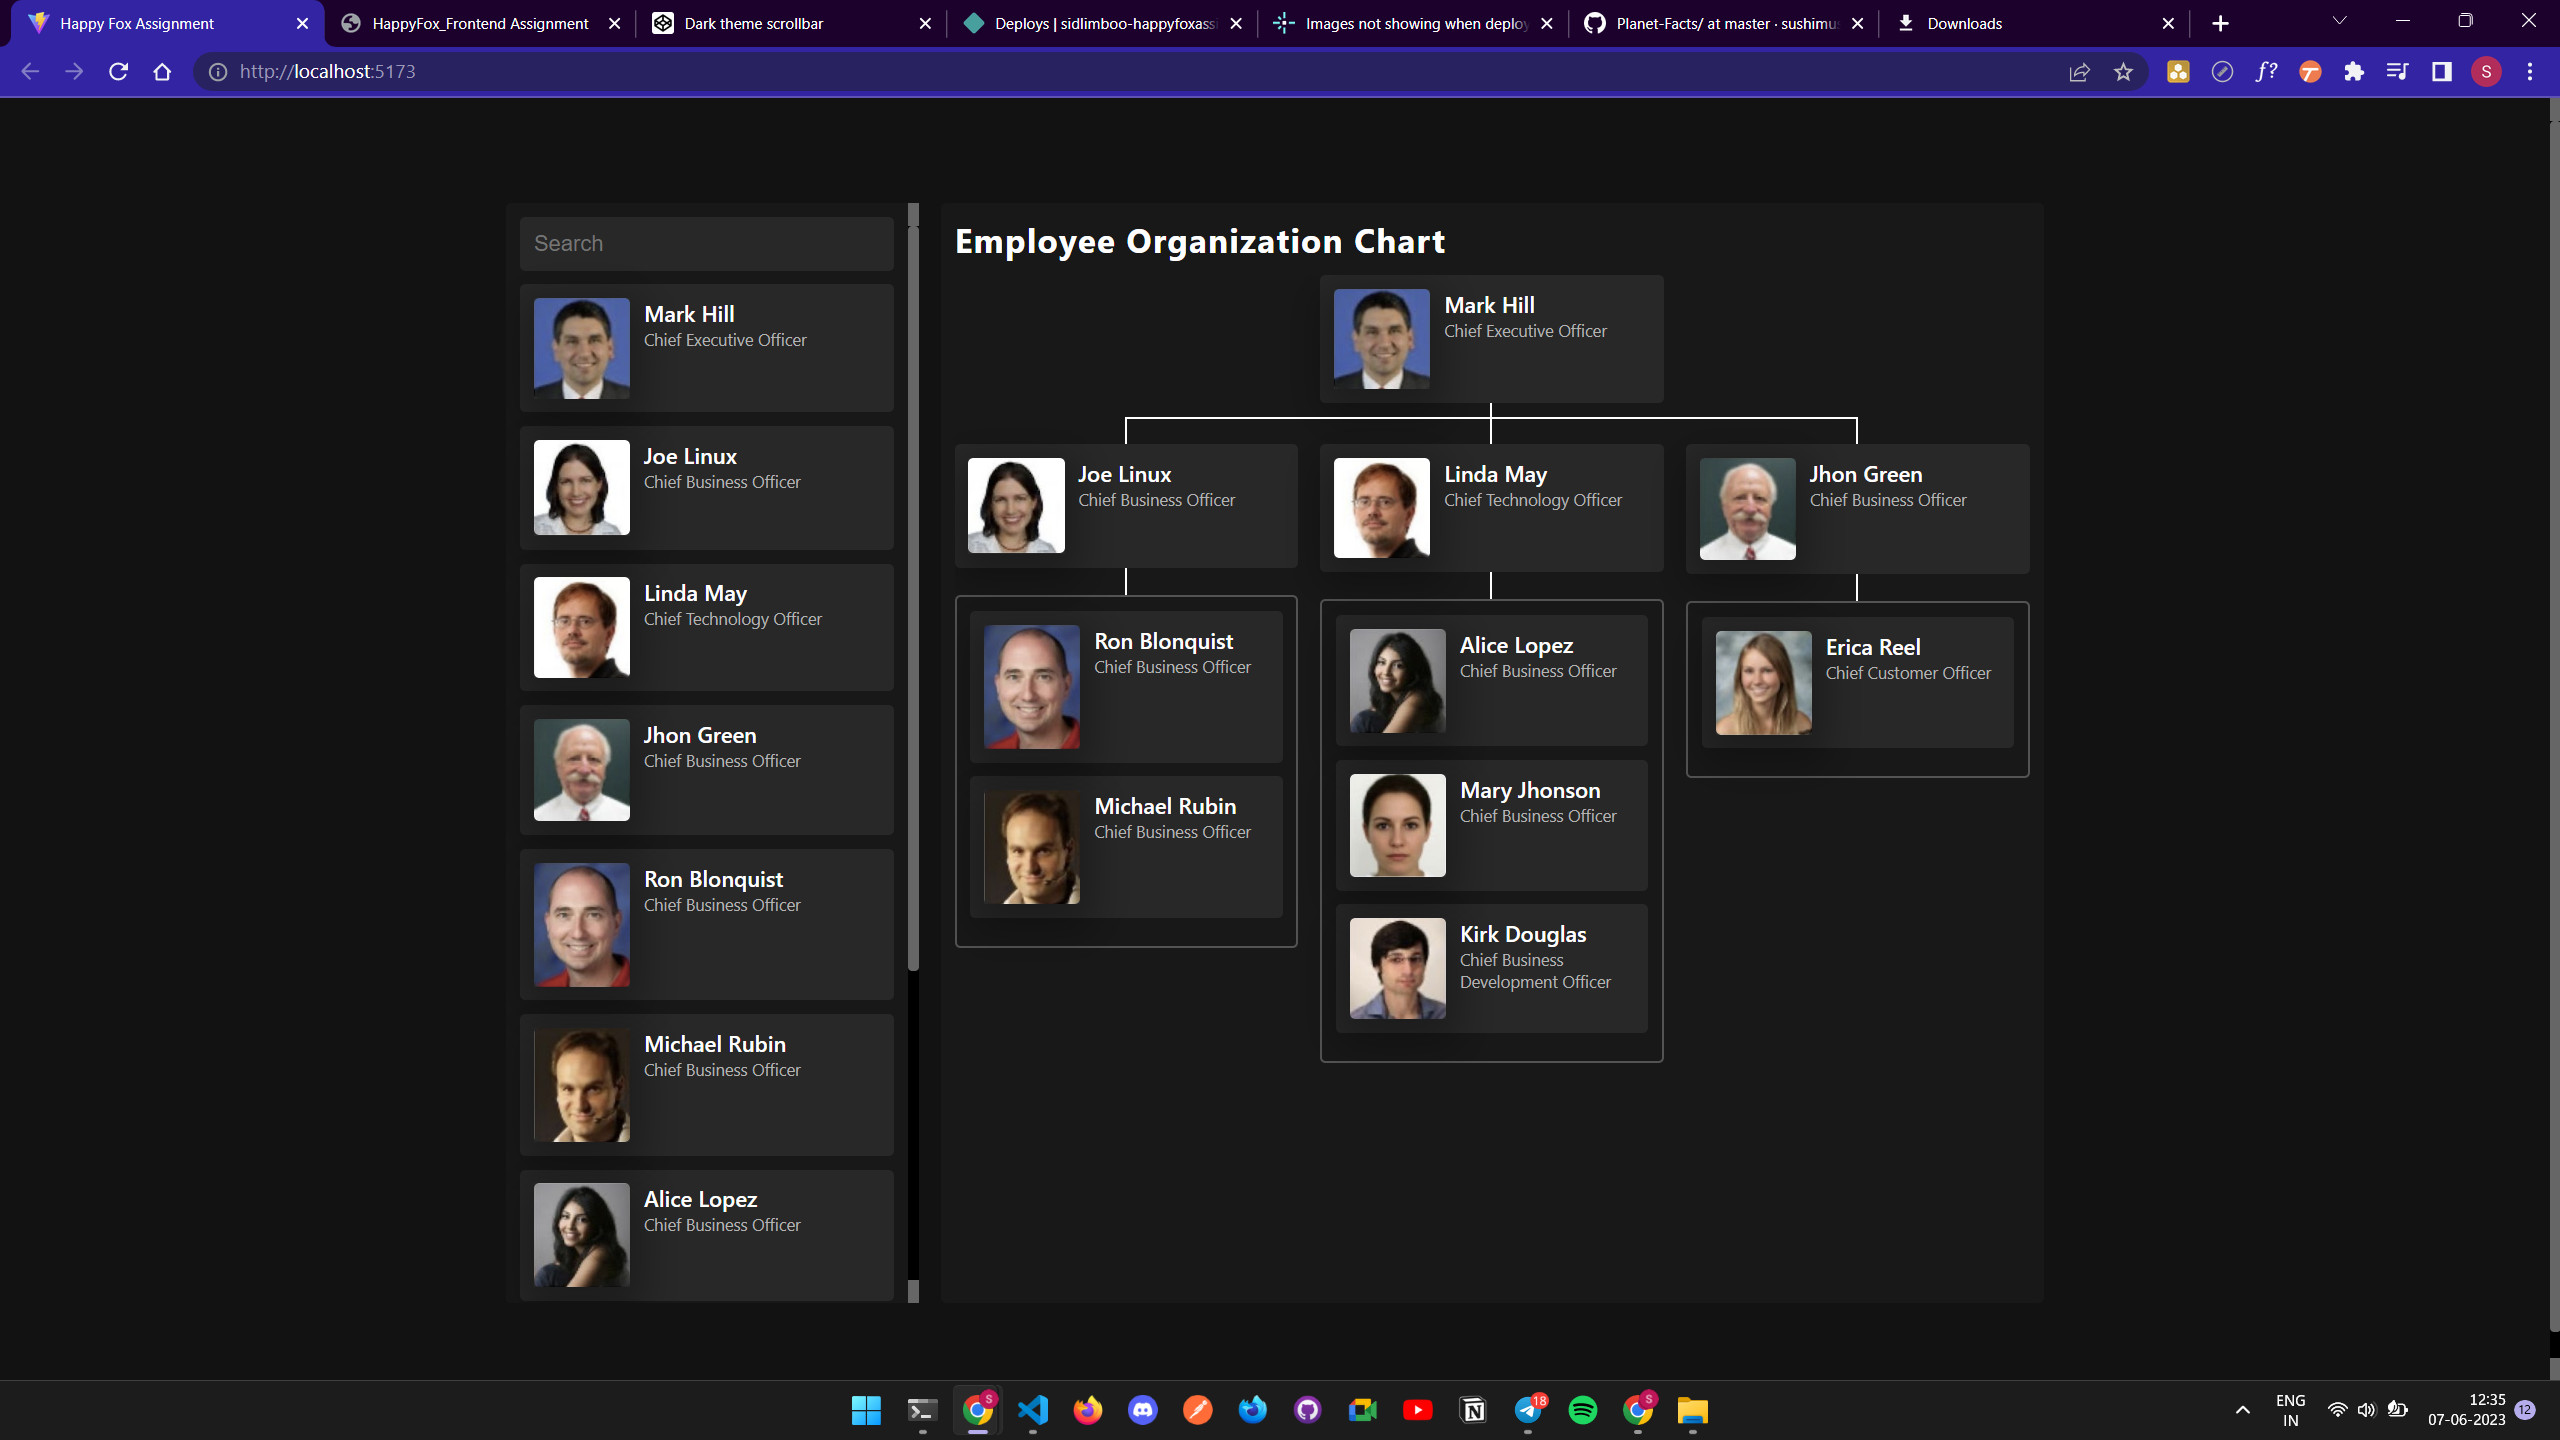 Happy Fox Assignment
HappyFox_Frontend Assignment
Dark theme scrollbar
Deploys | sidlimboo-happyfoxass
Images not showing when deploy
Planet-Facts/ at master · sushimu
Downloads
http://localhost:5173
f?
S
Search
Mark Hill
Chief Executive Officer
Joe Linux
Chief Business Officer
Linda May
Chief Technology Officer
Jhon Green
Chief Business Officer
Ron Blonquist
Chief Business Officer
Michael Rubin
Chief Business Officer
Alice Lopez
Chief Business Officer
Employee Organization Chart
Mark Hill
Chief Executive Officer
Joe Linux
Chief Business Officer
Linda May
Chief Technology Officer
Jhon Green
Chief Business Officer
Ron Blonquist
Chief Business Officer
Michael Rubin
Chief Business Officer
Alice Lopez
Chief Business Officer
Mary Jhonson
Chief Business Officer
Kirk Douglas
Chief Business
Development Officer
Erica Reel
Chief Customer Officer
S
18
S
ENG
IN
12:35
07-06-2023
12